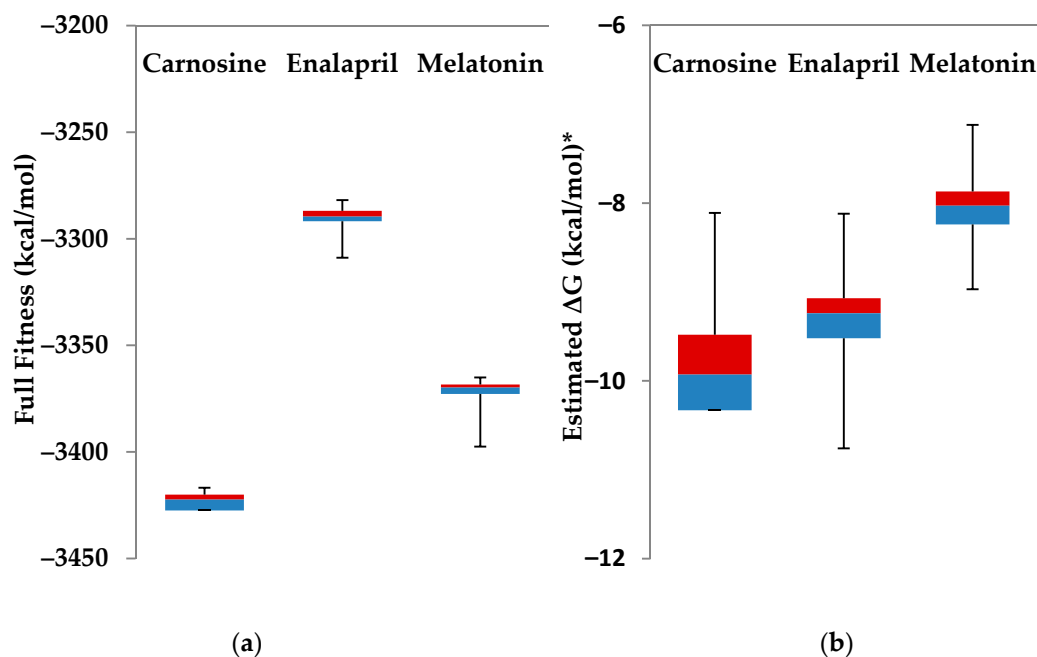 Full Fitness (kcal/mol)
−3200
−3250
−3300
−3350
−3400
−3450
Carnosine Enalapril Melatonin
(a)
Estimated ΔG (kcal/mol)*
−6
−8
−10
−12
Carnosine Enalapril Melatonin
(b)